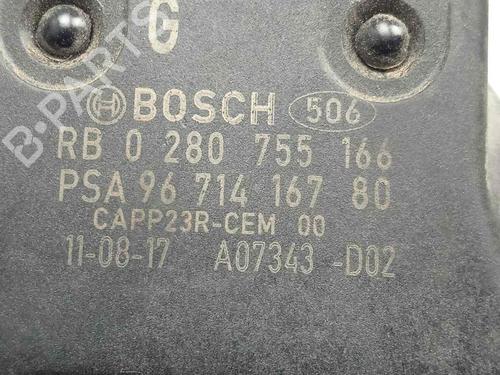 G
BOSCH 506
RB 0 280 755 166
PSA 96 714 167 80
CAPP23R-CEM 00
11-08-17 A07343 -D02
B-PARTS